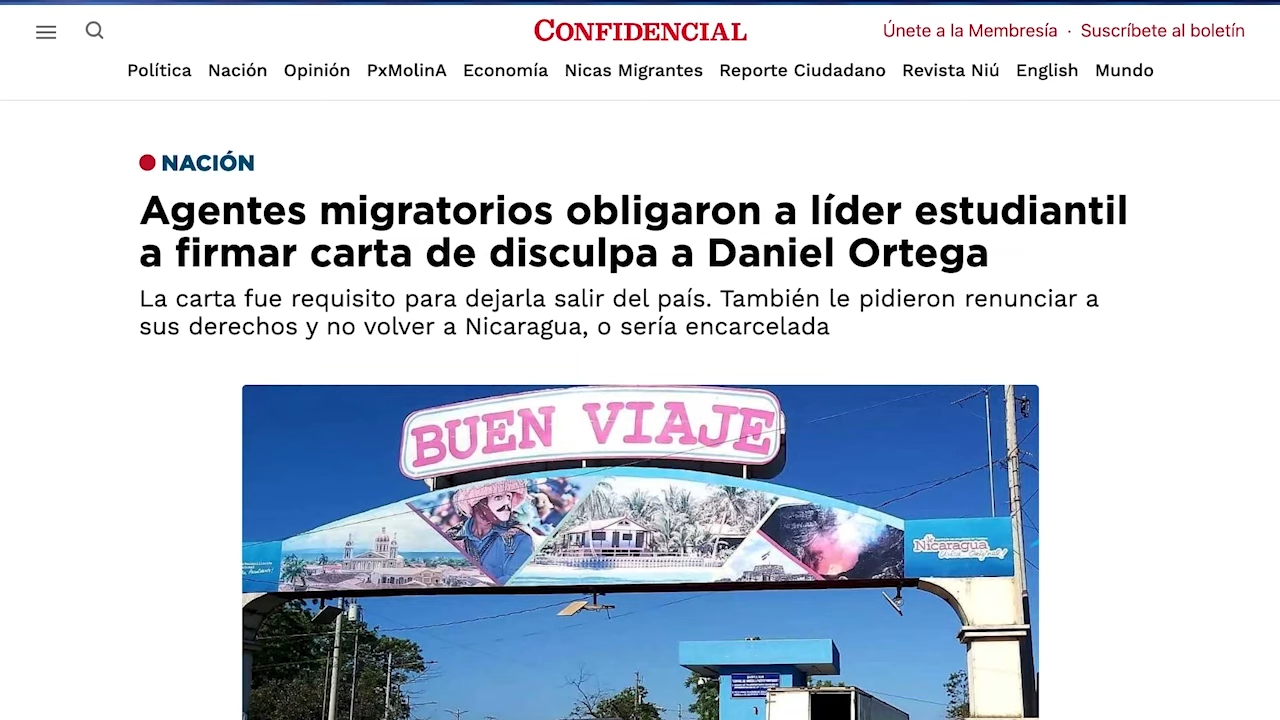 CONFIDENCIAL
Únete a la Membresía · Suscríbete al boletín
Política Nación Opinión PxMolinA Economía Nicas Migrantes Reporte Ciudadano Revista Niú English Mundo
NACIÓN
Agentes migratorios obligaron a líder estudiantil
a firmar carta de disculpa a Daniel Ortega
La carta fue requisito para dejarla salir del país. También le pidieron renunciar a
sus derechos y no volver a Nicaragua, o sería encarcelada
BUEN VIAJE
Nicaragua